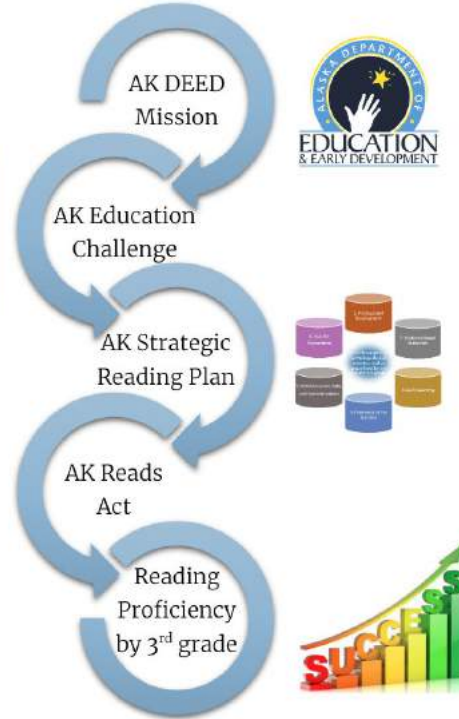 AK DEED
Mission
ALASKA DEPARTMENT OF
EDUCATION
& EARLY DEVELOPMENT
AK Education
Challenge
AK Strategic
Reading Plan
AK Reads
Act
Reading
Proficiency
by 3rd grade
SUCCESS